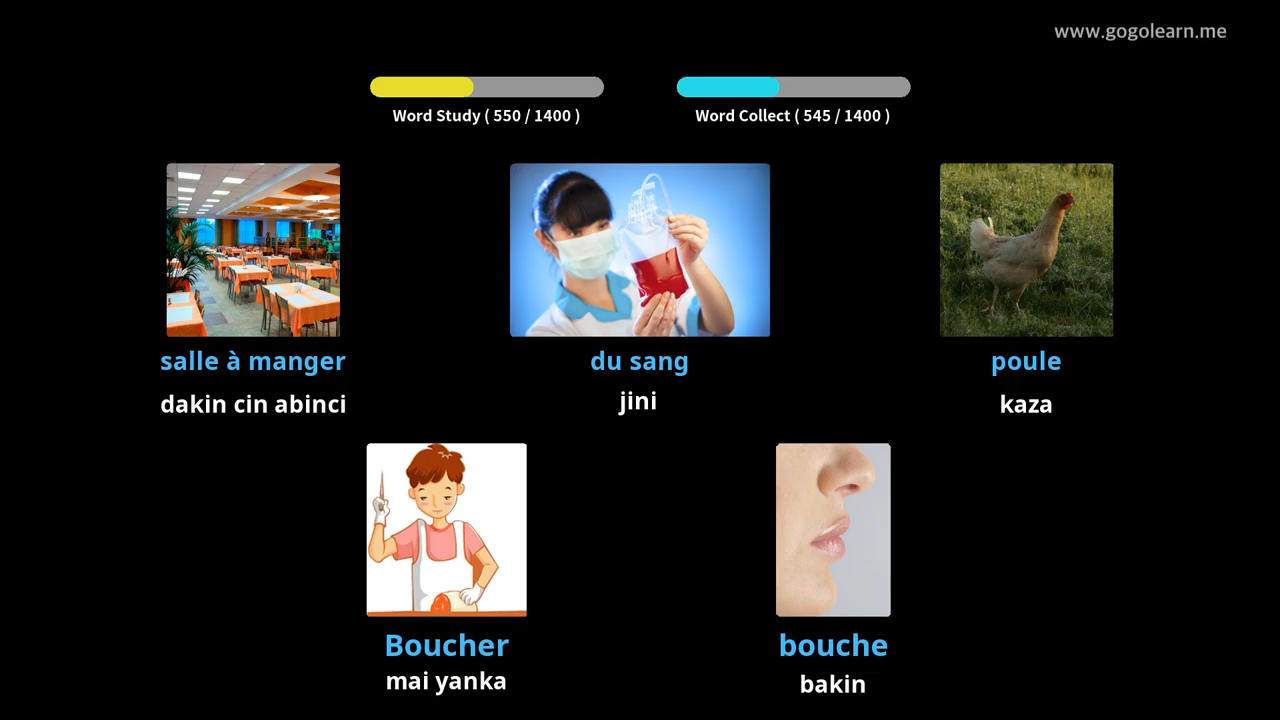 www.gogolearn.me
Word Study ( 550 / 1400 )
Word Collect ( 545 / 1400 )
salle à manger
dakin cin abinci
du sang
jini
poule
kaza
Boucher
mai yanka
bouche
bakin